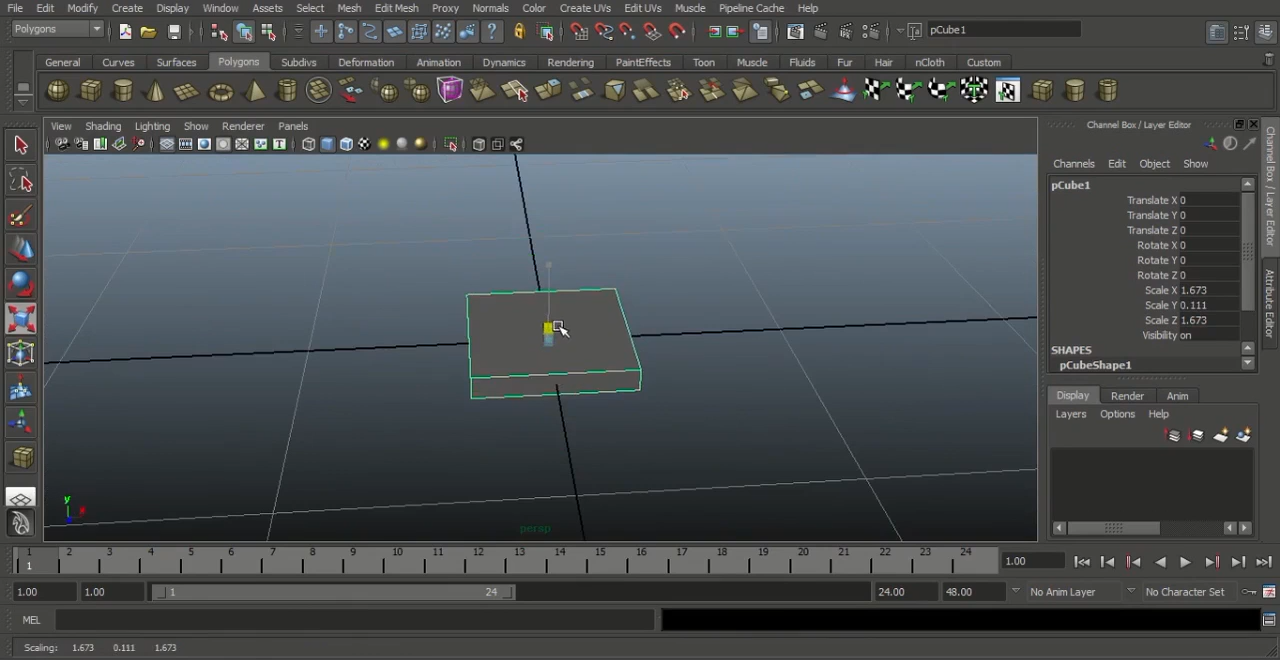 File Edit Modify Create Display Window Assets Select Mesh Edit Mesh Proxy Normals Color Create UVs Edit UVs Muscle Pipeline Cache Help
Polygons pCube1
General Curves Surfaces Polygons Subdivs Deformation Animation Dynamics Rendering PaintEffects Toon Muscle Fluids Fur Hair nCloth Custom
View Shading Lighting Show Renderer Panels
Channel Box / Layer Editor
Channels Edit Object Show
pCube1
Translate X 0
Translate Y 0
Translate Z 0
Rotate X 0
Rotate Y 0
Rotate Z 0
Scale X 1.673
Scale Y 0.111
Scale Z 1.673
Visibility on
SHAPES
pCubeShape1
Display Render Anim
Layers Options Help
Channel Box / Layer Editor
Attribute Editor
y
persp
1 2 3 4 5 6 7 8 9 10 11 12 13 14 15 16 17 18 19 20 21 22 23 24
1 1.00
1.00 1.00 1 24 24.00 48.00 No Anim Layer No Character Set
MEL
Scaling: 1.673 0.111 1.673